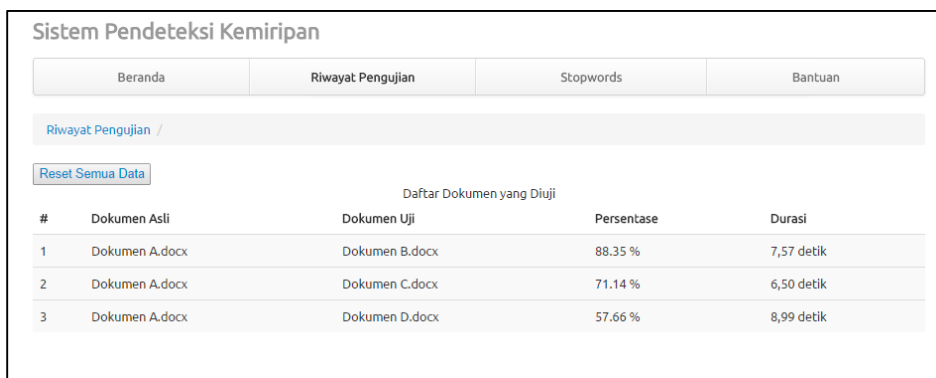 Sistem Pendeteksi Kemiripan
Beranda Riwayat Pengujian Stopwords Bantuan
Riwayat Pengujian /
Reset Semua Data
Daftar Dokumen yang Diuji
# Dokumen Asli Dokumen Uji Persentase Durasi
1 Dokumen A.docx Dokumen B.docx 88.35 % 7,57 detik
2 Dokumen A.docx Dokumen C.docx 71.14 % 6,50 detik
3 Dokumen A.docx Dokumen D.docx 57.66 % 8,99 detik